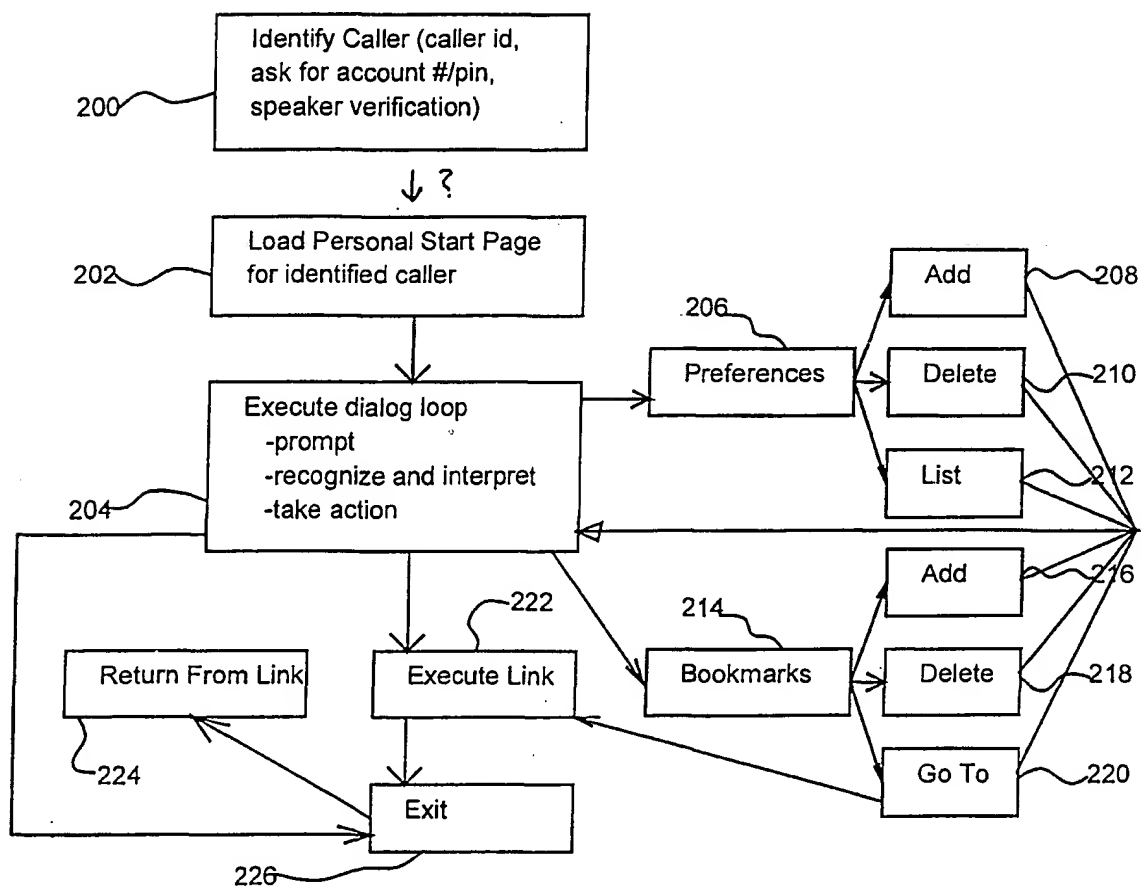 Identify Caller (caller id,
ask for account #/pin,
speaker verification)
200
?
Load Personal Start Page
for identified caller
202
Add
208
206
Preferences
Delete
210
Execute dialog loop
-prompt
-recognize and interpret
-take action
204
List
212
Add
216
222
214
Return From Link
Execute Link
Bookmarks
Delete
218
224
Go To
220
Exit
226